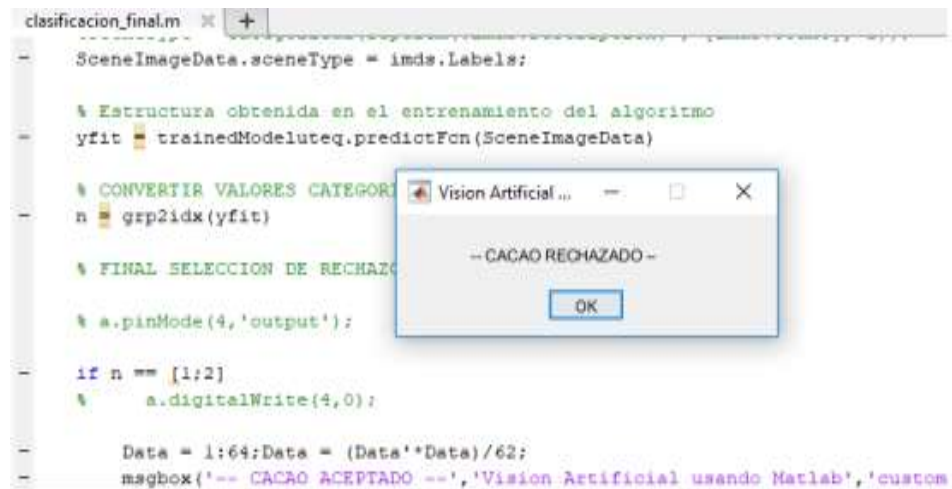 clasificacion_final.m
SceneImageData.sceneType = imds.Labels;
% Estructura obtenida en el entrenamiento del algoritmo
yfit = trainedModeluteq.predictFcn(SceneImageData)
% CONVERTIR VALORES CATEGORI
n = grp2idx(yfit)
% FINAL SELECCION DE RECHAZO
% a.pinMode(4,'output');
if n == [1;2]
% a.digitalWrite(4,0);
Data = 1:64;Data = (Data'*Data)/62;
msgbox('-- CACAO ACEPTADO --','Vision Artificial usando Matlab','custom
Vision Artificial ...
-- CACAO RECHAZADO --
OK